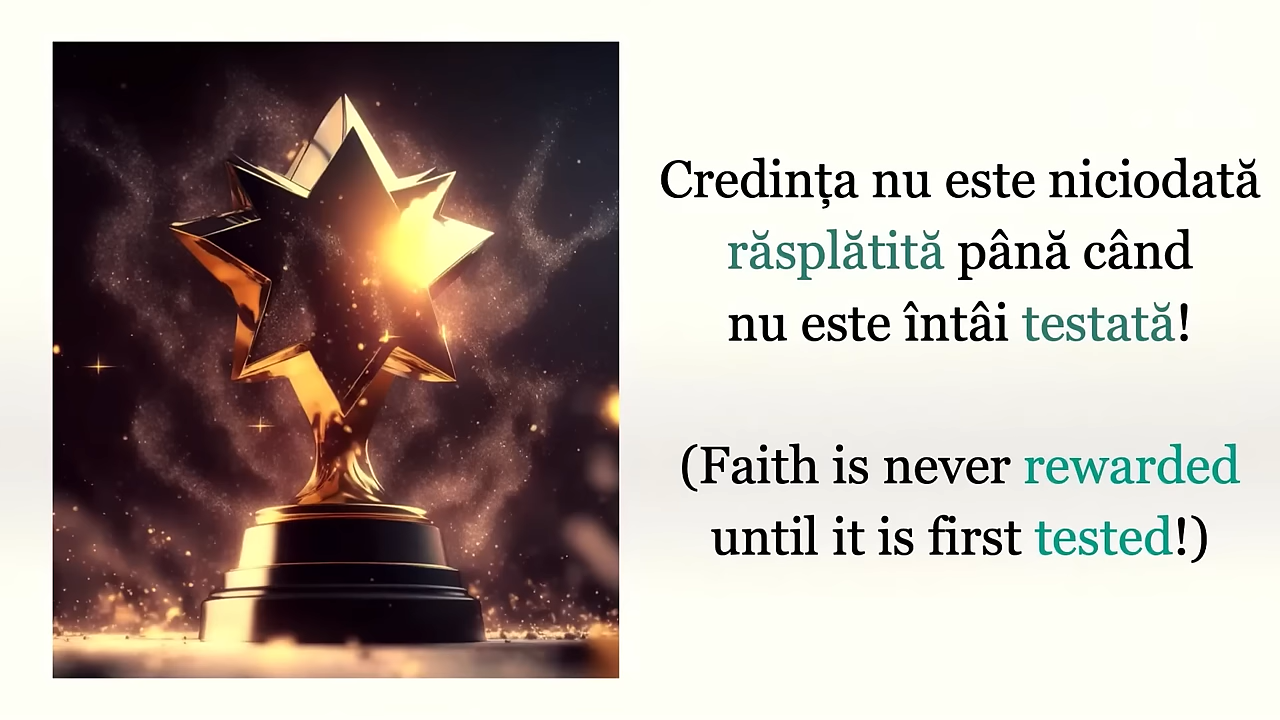 Credința nu este niciodată
răsplătită până când
nu este întâi testată!
(Faith is never rewarded
until it is first tested!)